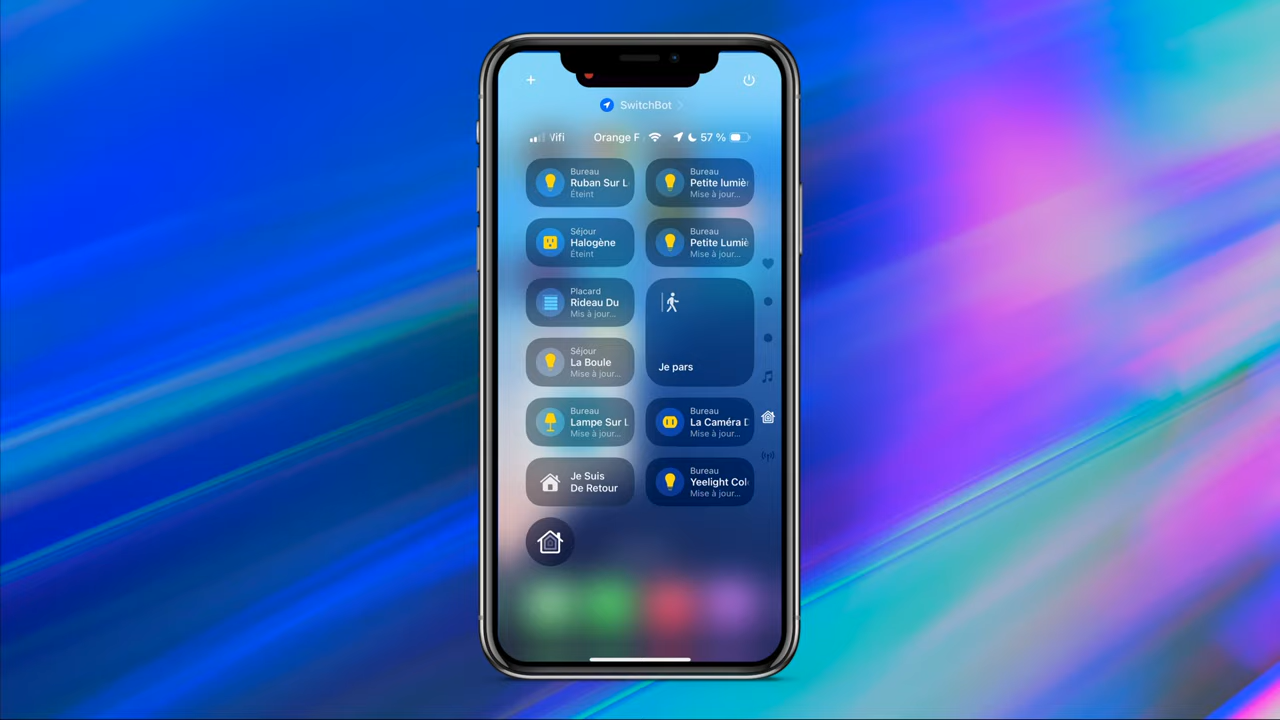 SwitchBot
Vifi Orange F 57 %
Bureau
Ruban Sur L
Éteint
Bureau
Petite lumiè
Mise à jour...
Séjour
Halogène
Éteint
Bureau
Petite Lumiè
Mise à jour...
Placard
Rideau Du
Mis à jour...
Je pars
Séjour
La Boule
Mise à jour...
Bureau
Lampe Sur L
Mise à jour...
Bureau
La Caméra D
Mise à jour...
Je Suis
De Retour
Bureau
Yeelight Col
Mise à jour...